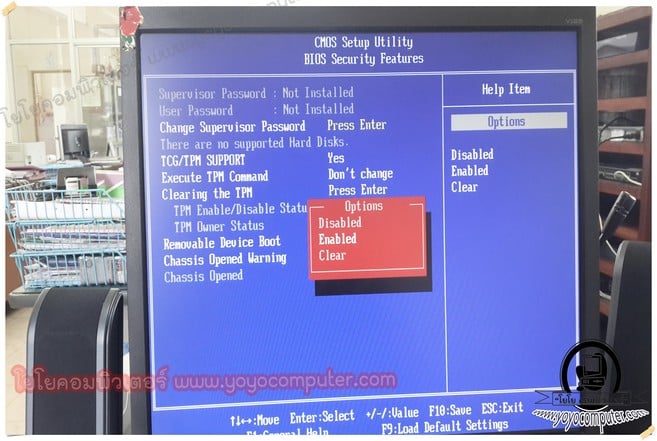 V193
CMOS Setup Utility
BIOS Security Features
Supervisor Password : Not Installed
User Password : Not Installed
Change Supervisor Password Press Enter
There are no supported Hard Disks.
TCG/TPM SUPPORT Yes
Execute TPM Command Don't change
Clearing the TPM Press Enter
TPM Enable/Disable Statu
TPM Owner Status
Removable Device Boot
Chassis Opened Warning
Chassis Opened
Options
Disabled
Enabled
Clear
Help Item
Options
Disabled
Enabled
Clear
โยโยคอมพิวเตอร์ www.yoyocomputer.com
www.yoyocomputer.com
↑↓↔:Move Enter:Select +/-/:Value F10:Save ESC:Exit
F1:General Help F9:Load Default Settings